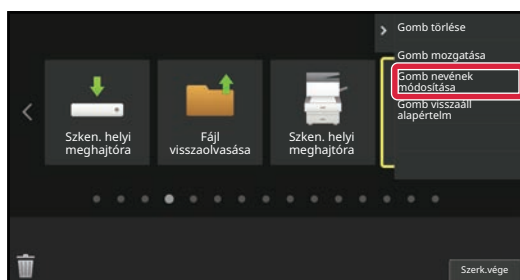 Gomb törlése
Gomb mozgatása
Gomb nevének
módosítása
Gomb visszaáll
alapértelm
Szken. helyi
meghajtóra
Fájl
visszaolvasása
Szken. helyi
meghajtóra
Szerk.vége